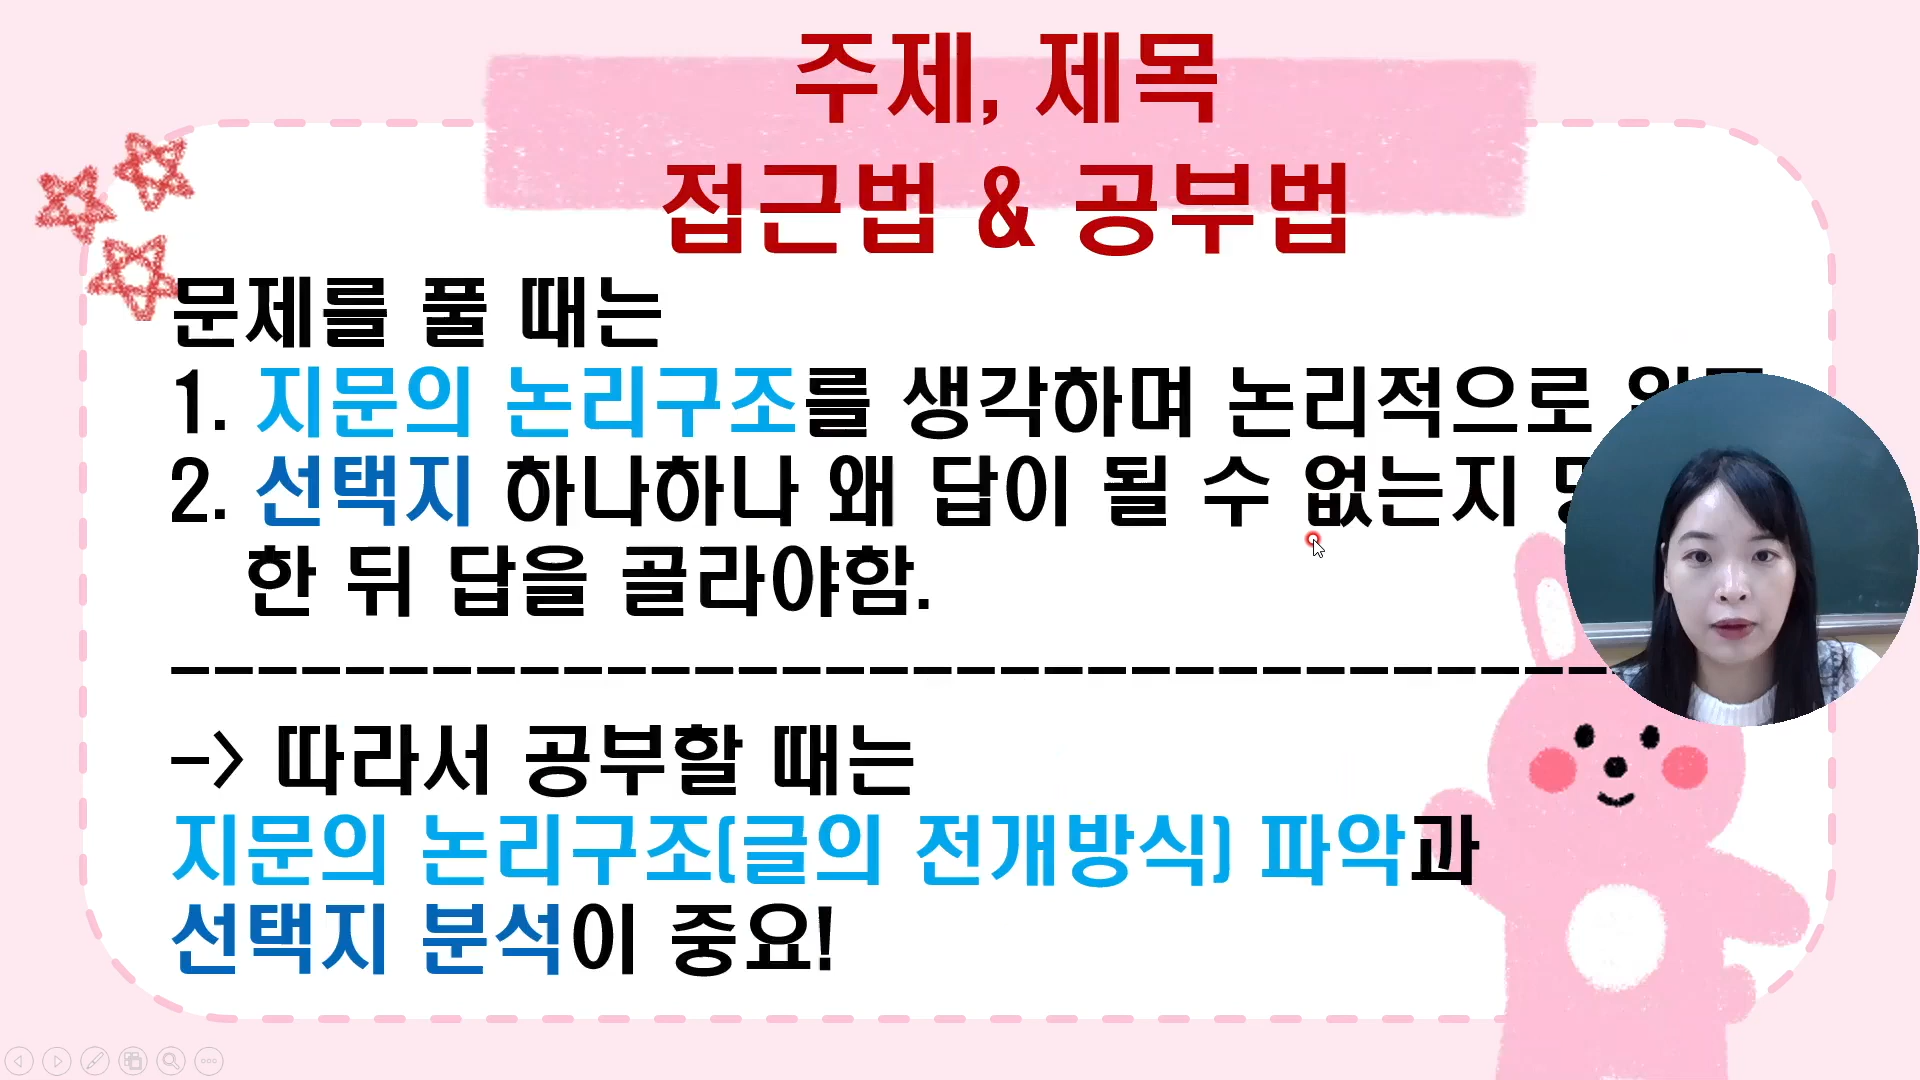 주제, 제목
접근법 & 공부법
문제를 풀 때는
1. 지문의 논리구조를 생각하며 논리적으로
2. 선택지 하나하나 왜 답이 될 수 없는지
한 뒤 답을 골라야함.
-> 따라서 공부할 때는
지문의 논리구조(글의 전개방식) 파악과
선택지 분석이 중요!